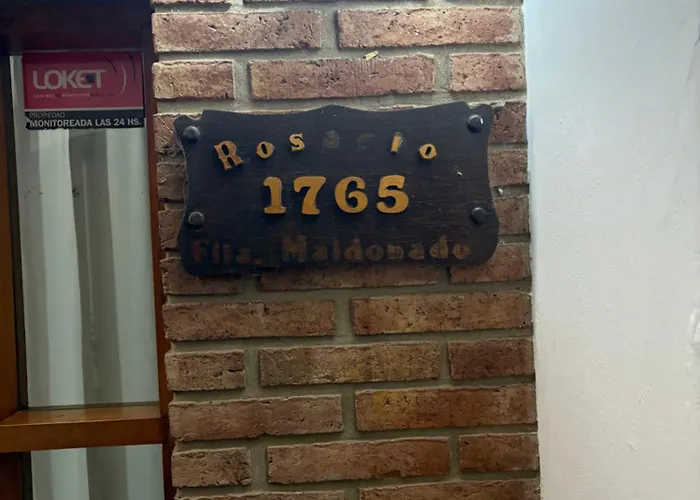 LOKET
PROPIEDAD
MONITOREADA LAS 24 HS.
Rosario
1765
Flia. Maldonado